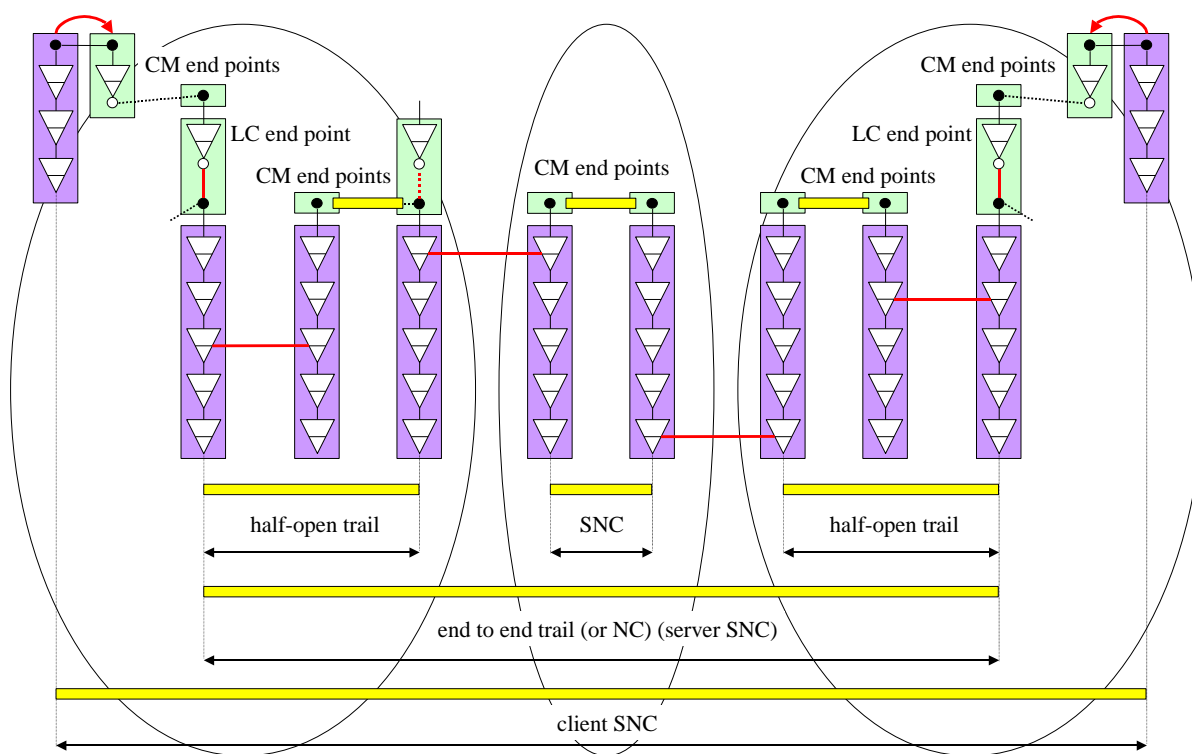 CM end points
CM end points
LC end point
LC end point
CM end points
CM end points
CM end points
half-open trail
SNC
half-open trail
end to end trail (or NC) (server SNC)
client SNC